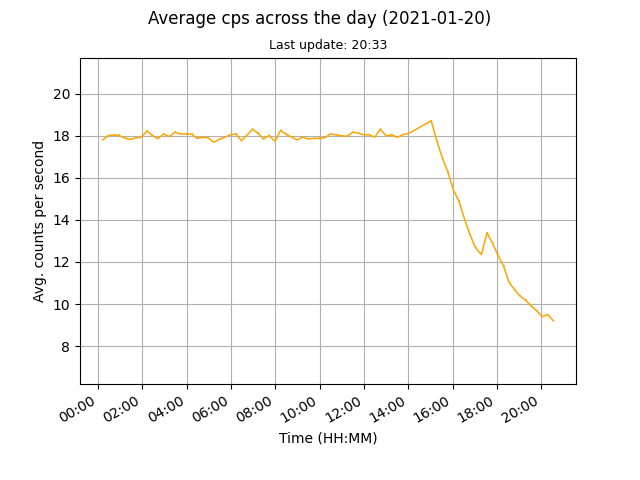 Average cps across the day (2021-01-20)
Last update: 20:33
20
18
16
14
12
10
8
Avg. counts per second
00:00 02:00 04:00 06:00 08:00 10:00 12:00 14:00 16:00 18:00 20:00
Time (HH:MM)